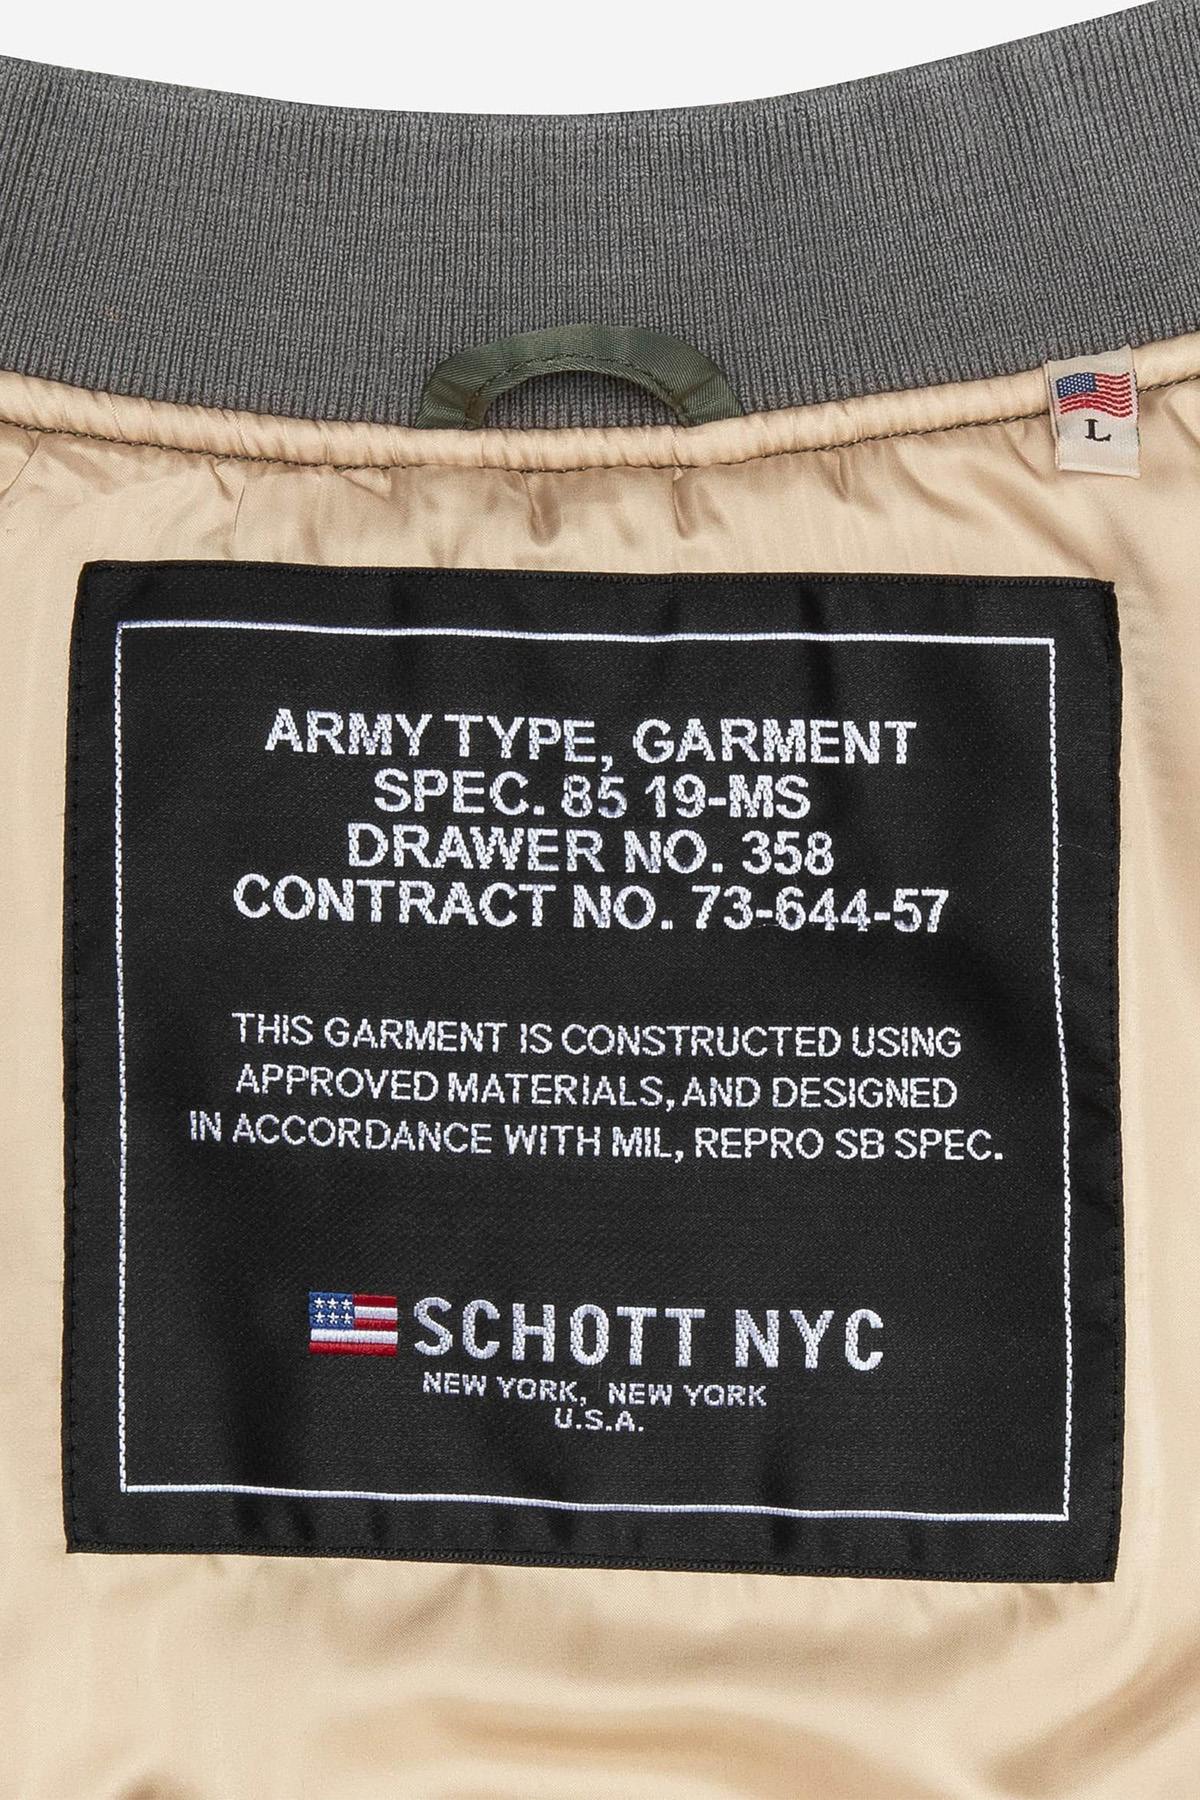 L
ARMY TYPE, GARMENT
SPEC. 85 19-MS
DRAWER NO. 358
CONTRACT NO. 73-644-57
THIS GARMENT IS CONSTRUCTED USING
APPROVED MATERIALS, AND DESIGNED
IN ACCORDANCE WITH MIL, REPRO SB SPEC.
SCHOTT NYC
NEW YORK, NEW YORK
U.S.A.